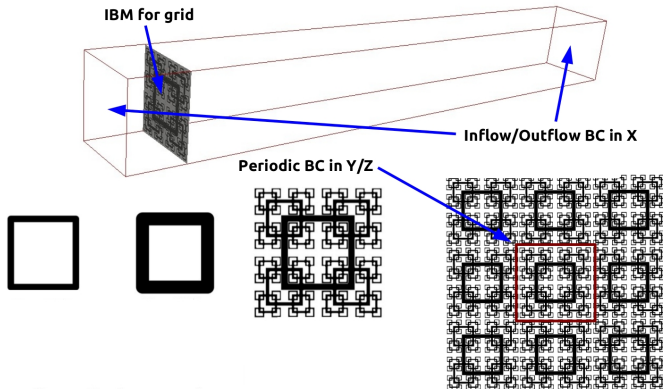 IBM for grid
Inflow/Outflow BC in X
Periodic BC in Y/Z